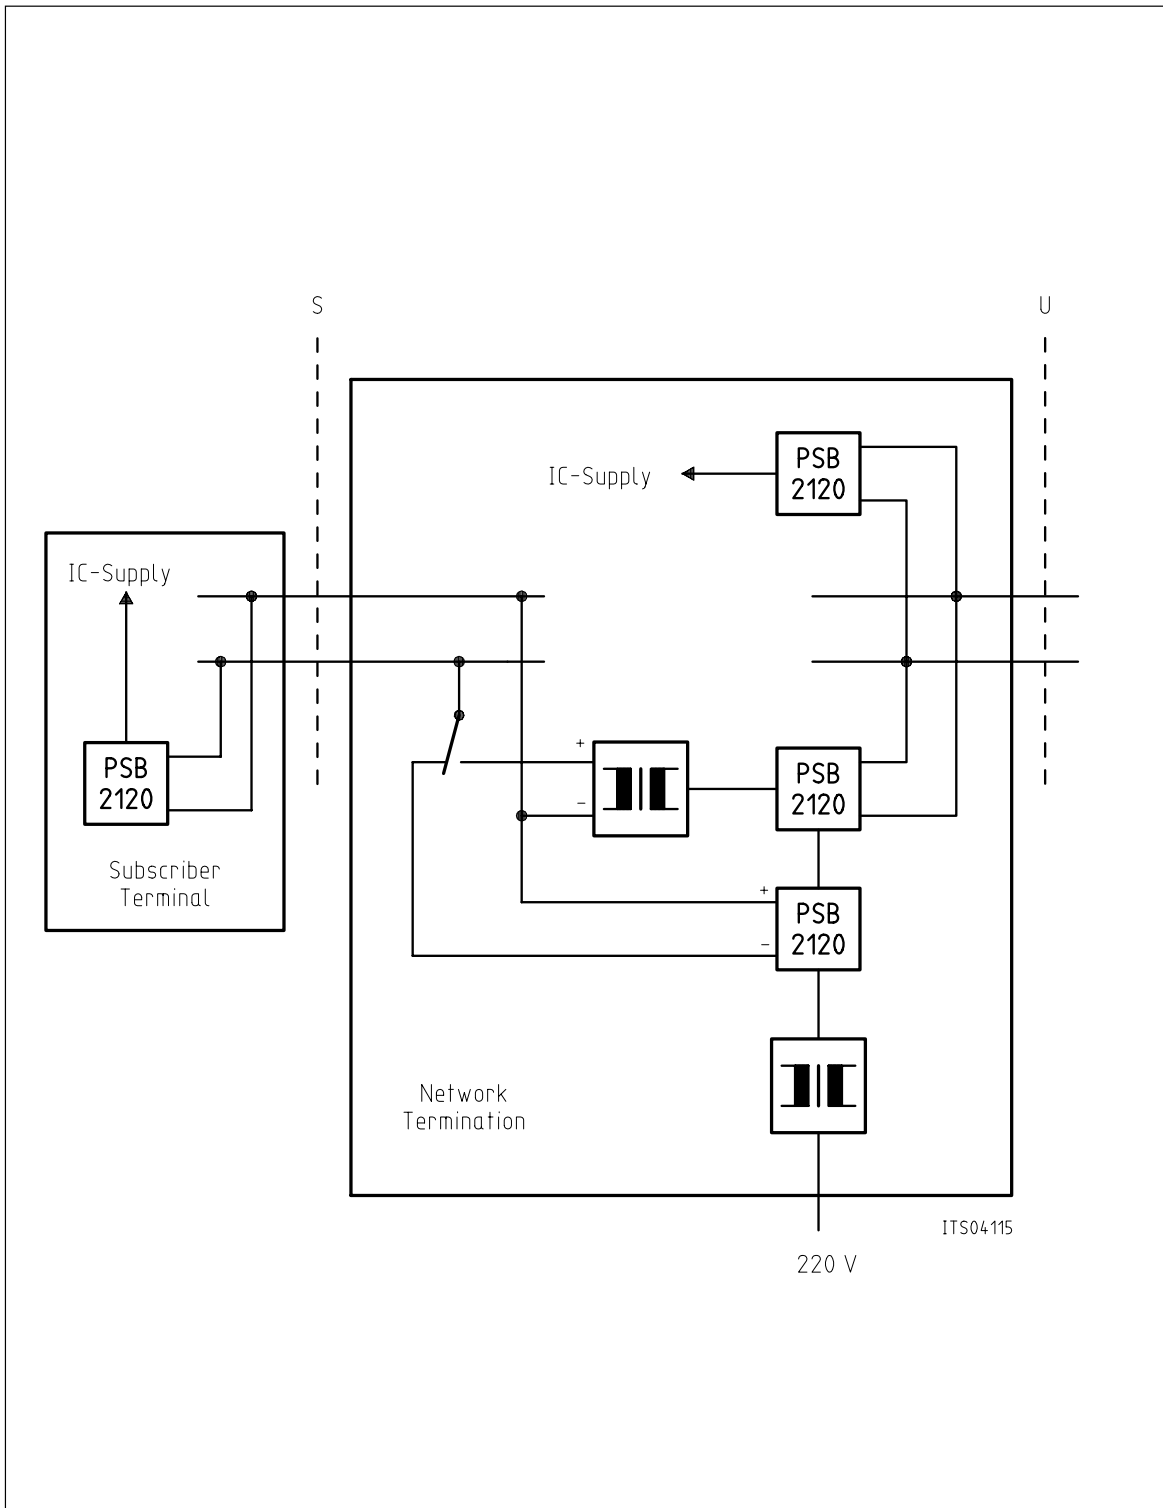 S
U
PSB
2120
IC-Supply
IC-Supply
PSB
2120
Subscriber
Terminal
+
-
PSB
2120
+
-
PSB
2120
Network
Termination
ITS04115
220 V